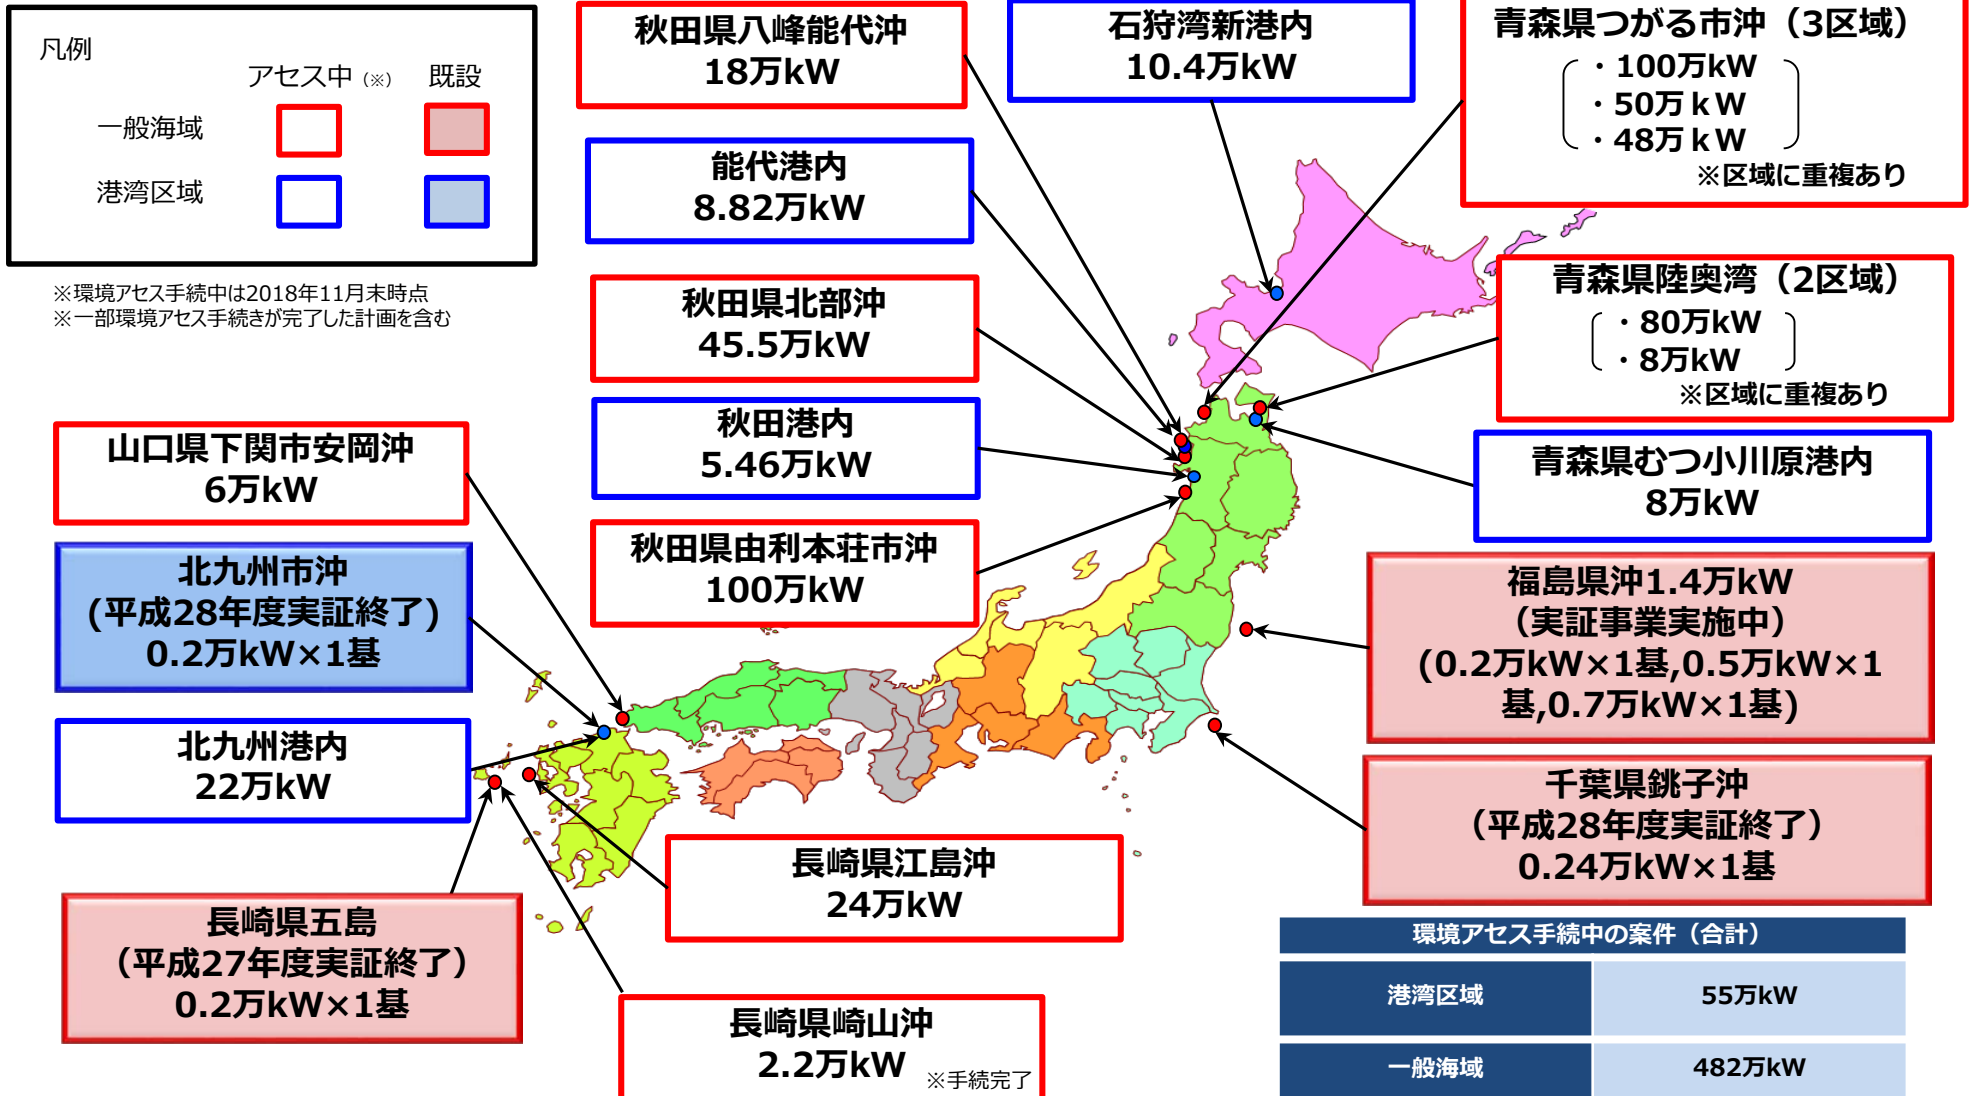 凡例
アセス中（※）　既設
一般海域
港湾区域
※環境アセス手続中は2018年11月末時点
※一部環境アセス手続きが完了した計画を含む
秋田県八峰能代沖
18万kW
石狩湾新港内
10.4万kW
青森県つがる市沖（3区域）
・100万kW
・50万ｋW
・48万ｋW
※区域に重複あり
能代港内
8.82万kW
秋田県北部沖
45.5万kW
青森県陸奥湾（2区域）
・80万kW
・8万kW
※区域に重複あり
秋田港内
5.46万kW
青森県むつ小川原港内
8万kW
山口県下関市安岡沖
6万kW
秋田県由利本荘市沖
100万kW
北九州市沖
(平成28年度実証終了)
0.2万kW×1基
福島県沖1.4万kW
（実証事業実施中）
(0.2万kW×1基,0.5万kW×1
基,0.7万kW×1基)
北九州港内
22万kW
千葉県銚子沖
（平成28年度実証終了）
0.24万kW×1基
長崎県江島沖
24万kW
長崎県五島
（平成27年度実証終了）
0.2万kW×1基
長崎県崎山沖
2.2万kW　※手続完了
環境アセス手続中の案件（合計）
港湾区域　55万kW
一般海域　482万kW